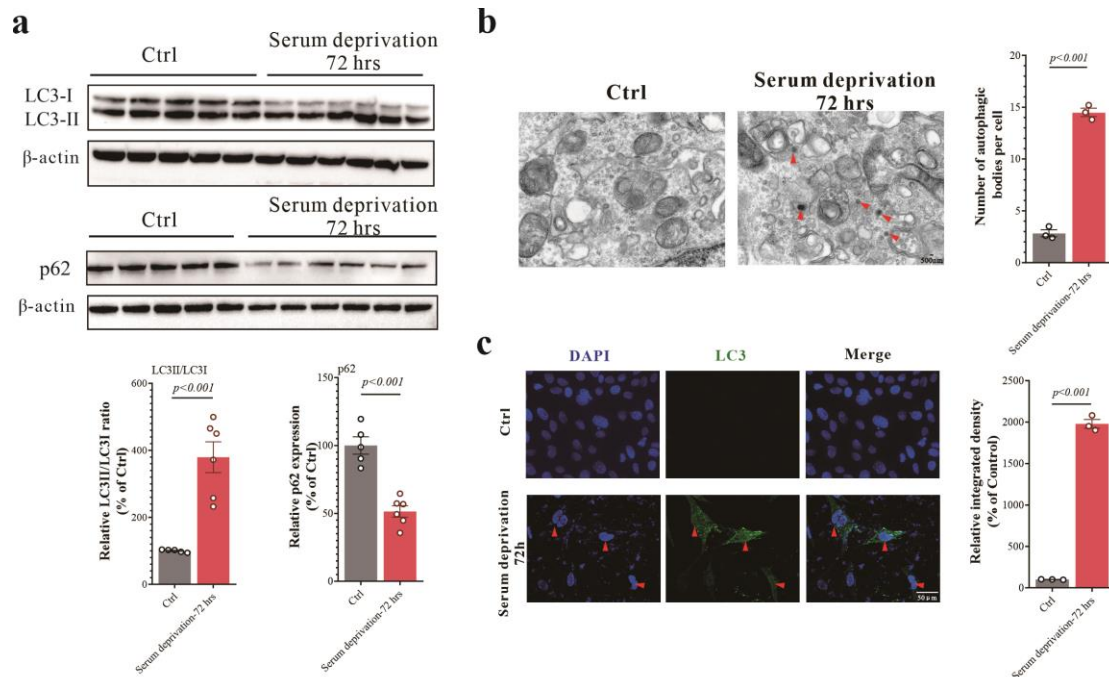 a
Ctrl
Serum deprivation
72 hrs
LC3-I
LC3-II
β-actin
Ctrl
Serum deprivation
72 hrs
p62
β-actin
LC3II/LC3I
p<0.001
Relative LC3II/LC3I ratio
(% of Ctrl)
600
400
200
0
Ctrl
Serum deprivation-72 hrs
p62
p<0.001
Relative p62 expression
(% of Ctrl)
150
100
50
0
Ctrl
Serum deprivation-72 hrs
b
Ctrl
Serum deprivation
72 hrs
500nm
p<0.001
Number of autophagic
bodies per cell
20
15
10
5
0
Ctrl
Serum deprivation-72 hrs
c
DAPI
LC3
Merge
Ctrl
Serum deprivation
72h
50 μm
p<0.001
Relative integrated density
(% of Control)
2500
2000
1500
1000
500
0
Ctrl
Serum deprivation-72 hrs